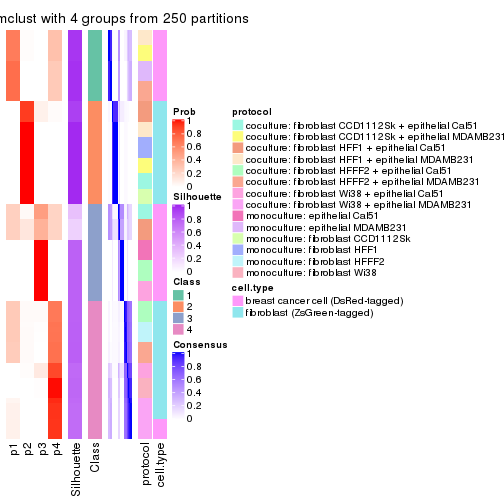 mclust with 4 groups from 250 partitions
Prob
1
0.8
0.6
0.4
0.2
0
Silhouette
1
0.8
0.6
0.4
0.2
0
Class
1
2
3
4
Consensus
1
0.8
0.6
0.4
0.2
0
protocol
coculture: fibroblast CCD1112Sk + epithelial Cal51
coculture: fibroblast CCD1112Sk + epithelial MDAMB231
coculture: fibroblast HFF1 + epithelial Cal51
coculture: fibroblast HFF1 + epithelial MDAMB231
coculture: fibroblast HFFF2 + epithelial Cal51
coculture: fibroblast HFFF2 + epithelial MDAMB231
coculture: fibroblast Wi38 + epithelial Cal51
coculture: fibroblast Wi38 + epithelial MDAMB231
monoculture: epithelial Cal51
monoculture: epithelial MDAMB231
monoculture: fibroblast CCD1112Sk
monoculture: fibroblast HFF1
monoculture: fibroblast HFFF2
monoculture: fibroblast Wi38
cell.type
breast cancer cell (DsRed-tagged)
fibroblast (ZsGreen-tagged)
p1
p2
p3
p4
Silhouette
Class
protocol
cell.type